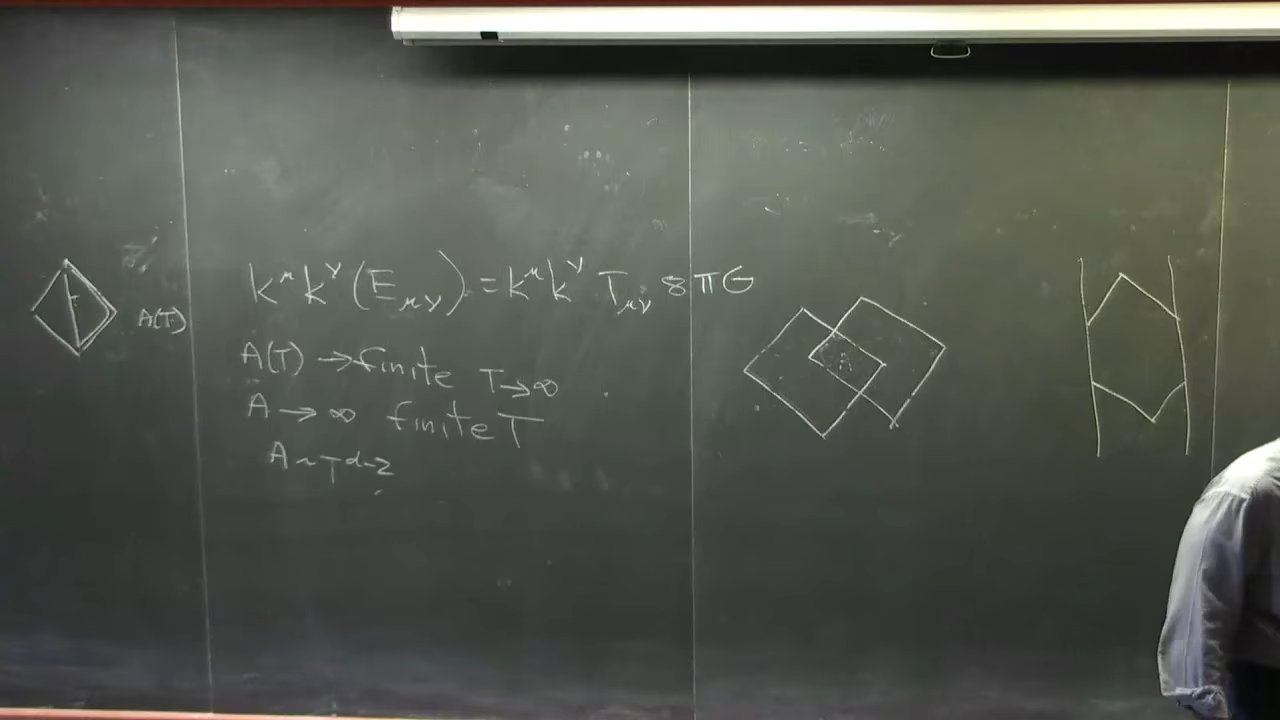 A(T)
k^μ k^ν (E_μν) = k^μ k^ν T_μν 8πG
A(T) → finite T → ∞
A → ∞ finite T
A ~ T^d-2
A